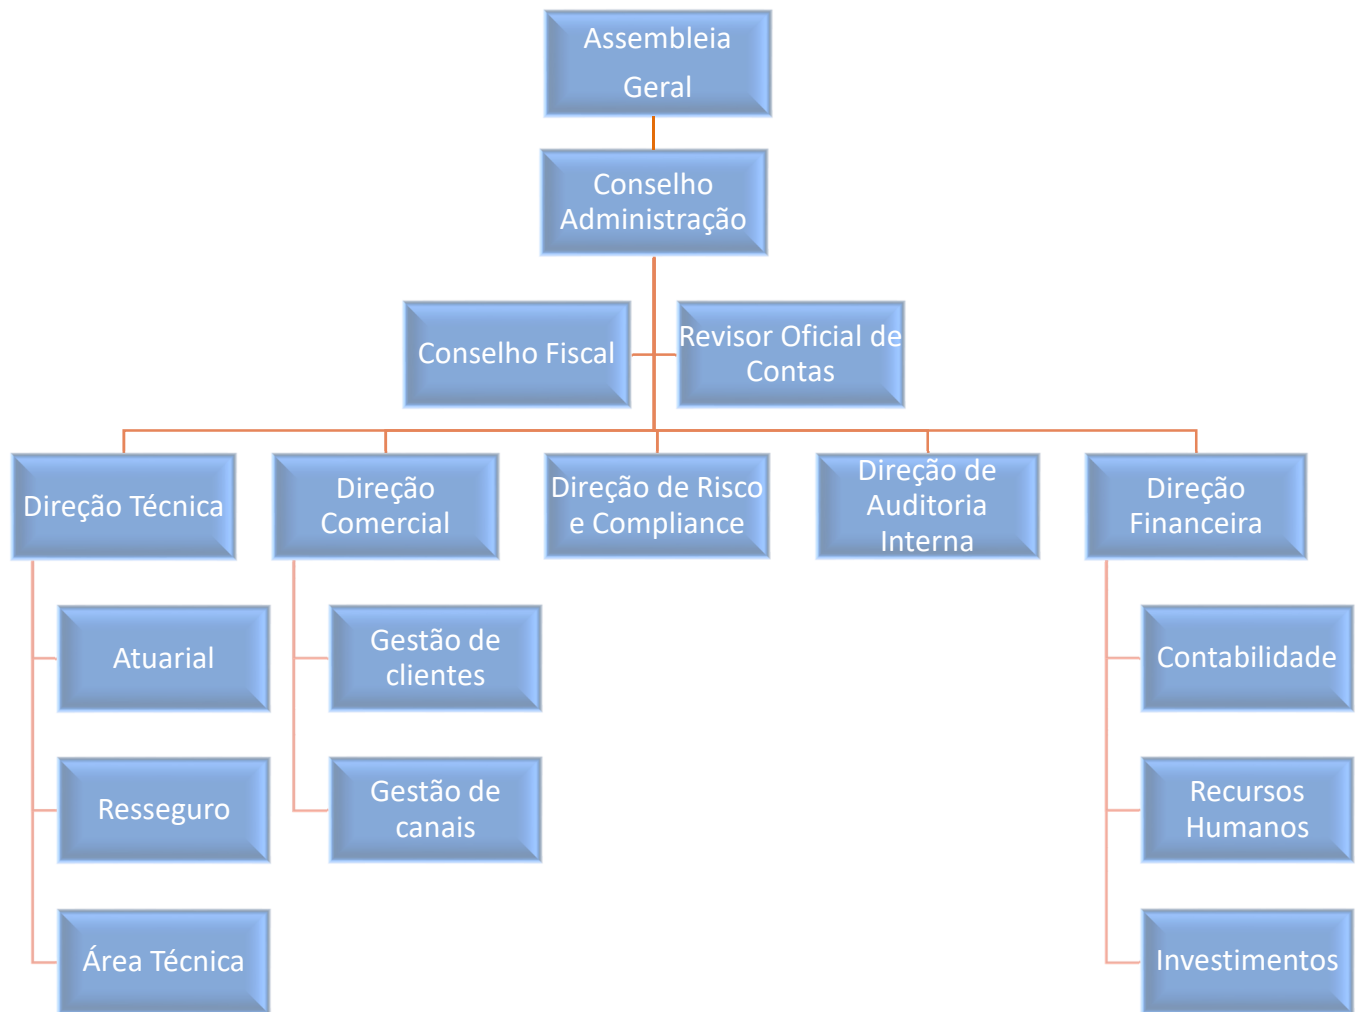 Assembleia
Geral
Conselho
Administração
Conselho Fiscal
Revisor Oficial de
Contas
Direção Técnica
Direção
Comercial
Direção de Risco
e Compliance
Direção de
Auditoria
Interna
Direção
Financeira
Atuarial
Resseguro
Área Técnica
Gestão de
clientes
Gestão de
canais
Contabilidade
Recursos
Humanos
Investimentos